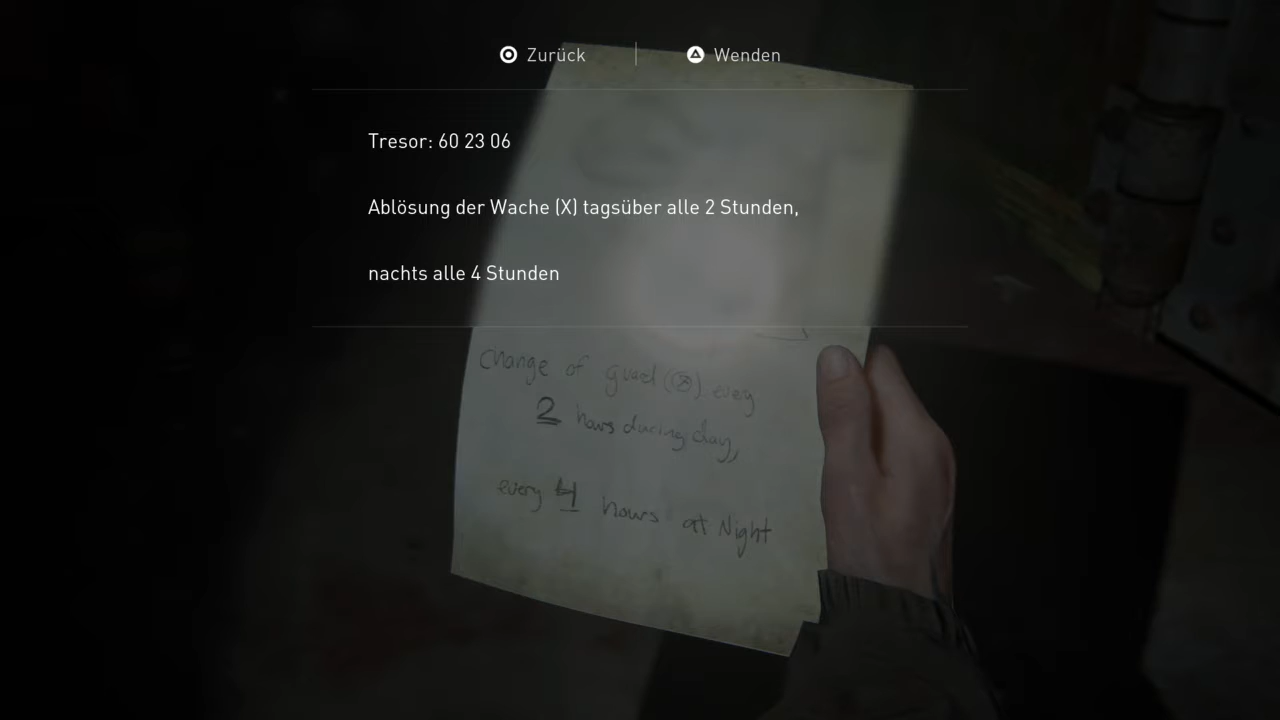 Zurück
Wenden
Tresor: 60 23 06
Ablösung der Wache (X) tagsüber alle 2 Stunden,
nachts alle 4 Stunden
Change of guard (X) every
2 hours during day,
every 4 hours at Night